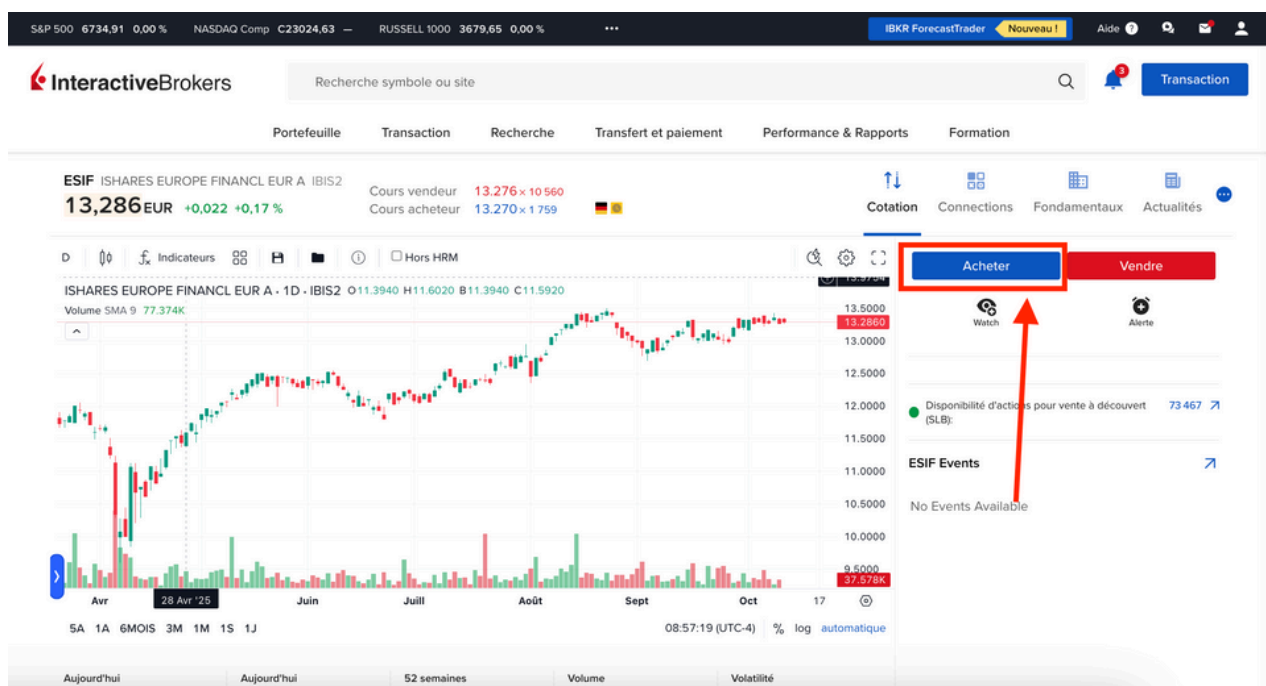 S&P 500 6734,91 0,00 % NASDAQ Comp C23024,63 — RUSSELL 1000 3679,65 0,00 % ••• IBKR ForecastTrader Nouveau ! Aide ?
InteractiveBrokers Recherche symbole ou site 3 Transaction
Portefeuille Transaction Recherche Transfert et paiement Performance & Rapports Formation
ESIF ISHARES EUROPE FINANCL EUR A IBIS2
13,286 EUR +0,022 +0,17 %
Cours vendeur 13.276 × 10 560
Cours acheteur 13.270 × 1 759
Cotation Connections Fondamentaux Actualités
D fx Indicateurs Hors HRM
Acheter Vendre
ISHARES EUROPE FINANCL EUR A · 1D · IBIS2 O11.3940 H11.6020 B11.3940 C11.5920
Volume SMA 9 77.374K
Watch Alerte
13.5000
13.2860
13.0000
12.5000
12.0000
11.5000
11.0000
10.5000
10.0000
9.5000
37.578K
Disponibilité d'actions pour vente à découvert (SLB): 73 467
ESIF Events
No Events Available
Avr 28 Avr '25 Juin Juill Août Sept Oct 17
5A 1A 6MOIS 3M 1M 1S 1J 08:57:19 (UTC-4) % log automatique
Aujourd'hui Aujourd'hui 52 semaines Volume Volatilité